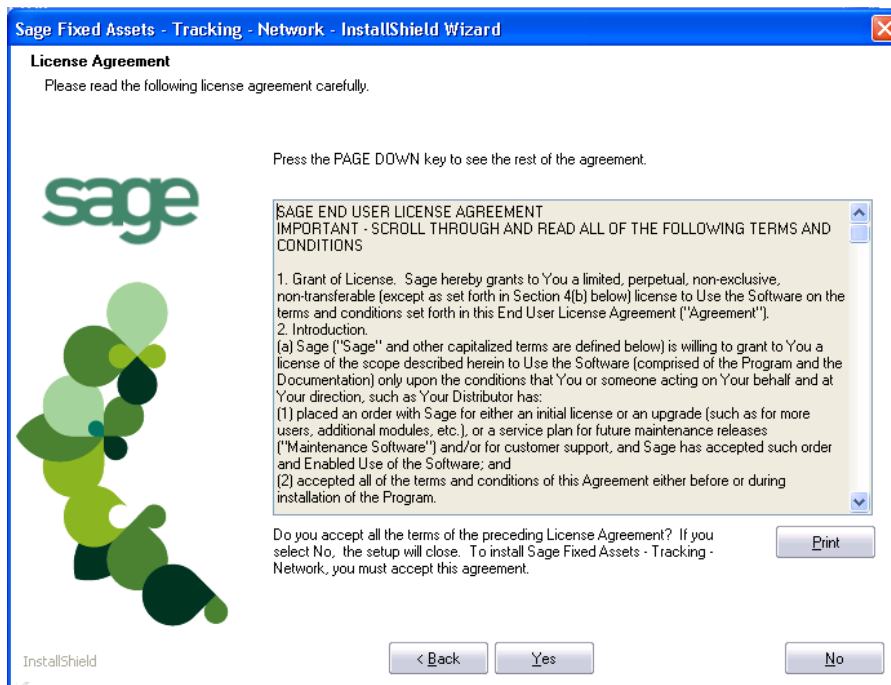 Sage Fixed Assets - Tracking - Network - InstallShield Wizard
License Agreement
Please read the following license agreement carefully.
Press the PAGE DOWN key to see the rest of the agreement.
sage
SAGE END USER LICENSE AGREEMENT
IMPORTANT - SCROLL THROUGH AND READ ALL OF THE FOLLOWING TERMS AND
CONDITIONS
1. Grant of License.  Sage hereby grants to You a limited, perpetual, non-exclusive,
non-transferable (except as set forth in Section 4(b) below) license to Use the Software on the
terms and conditions set forth in this End User License Agreement ("Agreement").
2. Introduction.
(a) Sage ("Sage" and other capitalized terms are defined below) is willing to grant to You a
license of the scope described herein to Use the Software (comprised of the Program and the
Documentation) only upon the conditions that You or someone acting on Your behalf and at
Your direction, such as Your Distributor has:
(1) placed an order with Sage for either an initial license or an upgrade (such as for more
users, additional modules, etc.), or a service plan for future maintenance releases
("Maintenance Software") and/or for customer support, and Sage has accepted such order
and Enabled Use of the Software; and
(2) accepted all of the terms and conditions of this Agreement either before or during
installation of the Program.
Do you accept all the terms of the preceding License Agreement?  If you
select No,  the setup will close.  To install Sage Fixed Assets - Tracking -
Network, you must accept this agreement.
Print
InstallShield
< Back
Yes
No